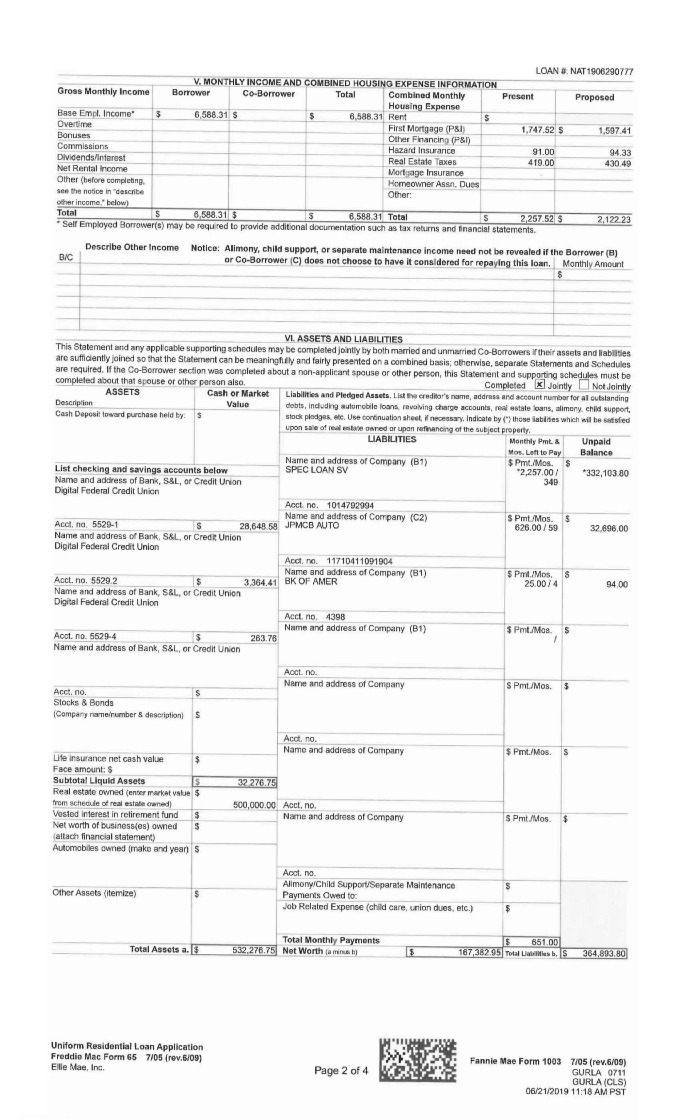 LOAN #: NAT1906290777
V. MONTHLY INCOME AND COMBINED HOUSING EXPENSE INFORMATION
Gross Monthly Income Borrower Co-Borrower Total Combined Monthly Housing Expense Present Proposed
Base Empl. Income* $ 6,588.31 $ $ 6,588.31 Rent $
Overtime First Mortgage (P&I) 1,747.52 $ 1,597.41
Bonuses Other Financing (P&I)
Commissions Hazard Insurance 91.00 94.33
Dividends/Interest Real Estate Taxes 419.00 430.49
Net Rental Income Mortgage Insurance
Other (before completing, Homeowner Assn. Dues
see the notice in "describe Other:
other income," below)
Total $ 6,588.31 $ $ 6,588.31 Total $ 2,257.52 $ 2,122.23
* Self Employed Borrower(s) may be required to provide additional documentation such as tax returns and financial statements.
Describe Other Income Notice: Alimony, child support, or separate maintenance income need not be revealed if the Borrower (B)
B/C or Co-Borrower (C) does not choose to have it considered for repaying this loan. Monthly Amount
$
VI. ASSETS AND LIABILITIES
This Statement and any applicable supporting schedules may be completed jointly by both married and unmarried Co-Borrowers if their assets and liabilities
are sufficiently joined so that the Statement can be meaningfully and fairly presented on a combined basis; otherwise, separate Statements and Schedules
are required. If the Co-Borrower section was completed about a non-applicant spouse or other person, this Statement and supporting schedules must be
completed about that spouse or other person also. Completed [X] Jointly [ ] Not Jointly
ASSETS
Description
Cash or Market Value
Cash Deposit toward purchase held by: $
List checking and savings accounts below
Name and address of Bank, S&L, or Credit Union
Digital Federal Credit Union
Acct. no. 5529-1 $ 28,648.58
Name and address of Bank, S&L, or Credit Union
Digital Federal Credit Union
Acct. no. 5529.2 $ 3,364.41
Name and address of Bank, S&L, or Credit Union
Digital Federal Credit Union
Acct. no. 5529-4 $ 263.76
Name and address of Bank, S&L, or Credit Union
Acct. no. $
Stocks & Bonds
(Company name/number & description) $
Life insurance net cash value $
Face amount: $
Subtotal Liquid Assets $ 32,276.75
Real estate owned (enter market value $
from schedule of real estate owned) 500,000.00
Vested interest in retirement fund $
Net worth of business(es) owned $
(attach financial statement)
Automobiles owned (make and year) $
Other Assets (itemize) $
Total Assets a. $ 532,276.75
Liabilities and Pledged Assets. List the creditor's name, address and account number for all outstanding
debts, including automobile loans, revolving charge accounts, real estate loans, alimony, child support,
stock pledges, etc. Use continuation sheet, if necessary. Indicate by (*) those liabilities which will be satisfied
upon sale of real estate owned or upon refinancing of the subject property.
LIABILITIES Monthly Pmt. & Mos. Left to Pay Unpaid Balance
Name and address of Company (B1) $ Pmt./Mos. $
SPEC LOAN SV *2,257.00 / *332,103.80
349
Acct. no. 1014792994
Name and address of Company (C2) $ Pmt./Mos. $
JPMCB AUTO 626.00 / 59 32,696.00
Acct. no. 11710411091904
Name and address of Company (B1) $ Pmt./Mos. $
BK OF AMER 25.00 / 4 94.00
Acct. no. 4398
Name and address of Company (B1) $ Pmt./Mos. $
/
Acct. no.
Name and address of Company $ Pmt./Mos. $
Acct. no.
Name and address of Company $ Pmt./Mos. $
Acct. no.
Name and address of Company $ Pmt./Mos. $
Acct. no.
Alimony/Child Support/Separate Maintenance $
Payments Owed to:
Job Related Expense (child care, union dues, etc.) $
Total Monthly Payments $ 651.00
Net Worth (a minus b) $ 167,382.95 Total Liabilities b. $ 364,893.80
Uniform Residential Loan Application
Freddie Mac Form 65 7/05 (rev.6/09)
Ellie Mae, Inc.
Page 2 of 4
Fannie Mae Form 1003 7/05 (rev.6/09)
GURLA 0711
GURLA (CLS)
06/21/2019 11:18 AM PST